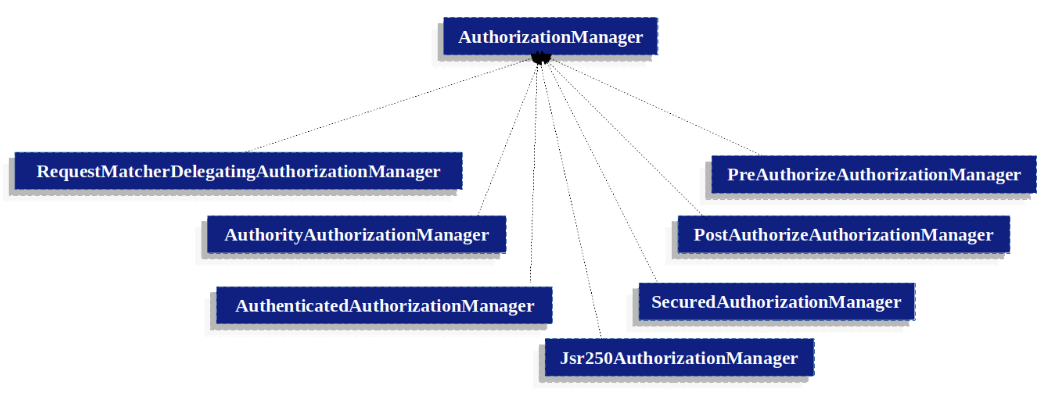 AuthorizationManager
RequestMatcherDelegatingAuthorizationManager
PreAuthorizeAuthorizationManager
AuthorityAuthorizationManager
PostAuthorizeAuthorizationManager
AuthenticatedAuthorizationManager
SecuredAuthorizationManager
Jsr250AuthorizationManager